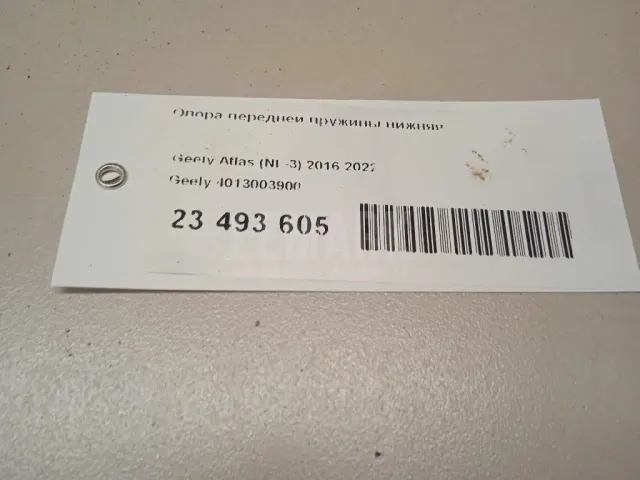 Опора передней пружины нижняя
Geely Atlas (NL-3) 2016-2022
Geely 4013003900
23 493 605